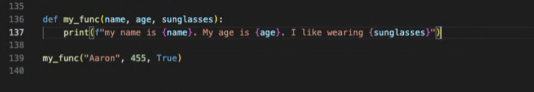 135
136 def my_func(name, age, sunglasses):
137     print(f"my name is {name}. My age is {age}. I like wearing {sunglasses}")
138
139 my_func("Aaron", 455, True)
140